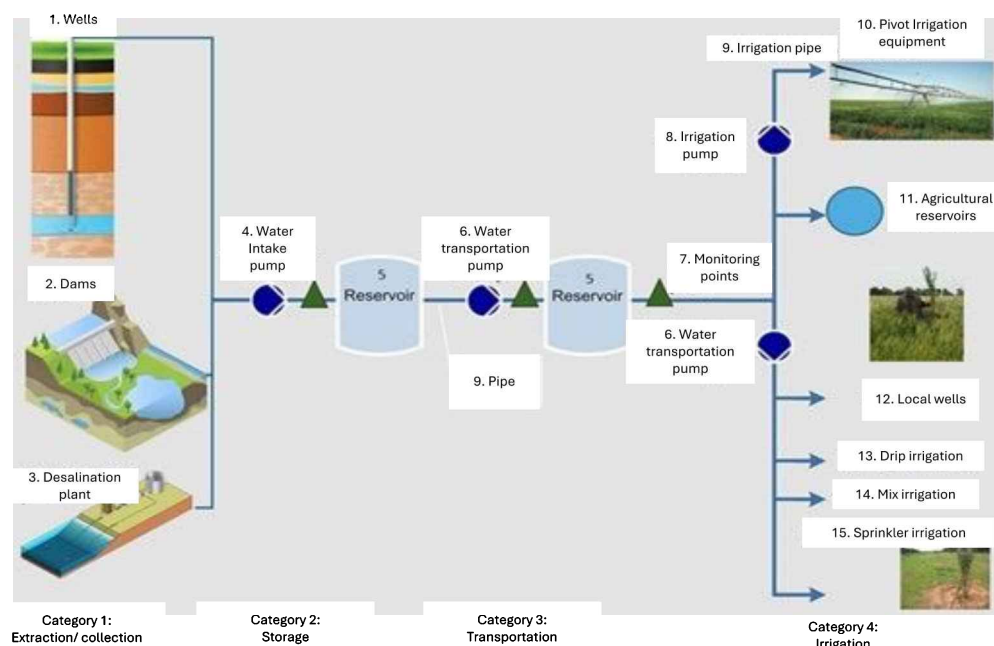 1. Wells
10. Pivot Irrigation
equipment
9. Irrigation pipe
8. Irrigation
pump
11. Agricultural
reservoirs
4. Water
Intake
pump
6. Water
transportation
pump
7. Monitoring
points
2. Dams
5
Reservoir
5
Reservoir
6. Water
transportation
pump
9. Pipe
12. Local wells
13. Drip irrigation
3. Desalination
plant
14. Mix irrigation
15. Sprinkler irrigation
Category 1:
Extraction/ collection
Category 2:
Storage
Category 3:
Transportation
Category 4:
Irrigation